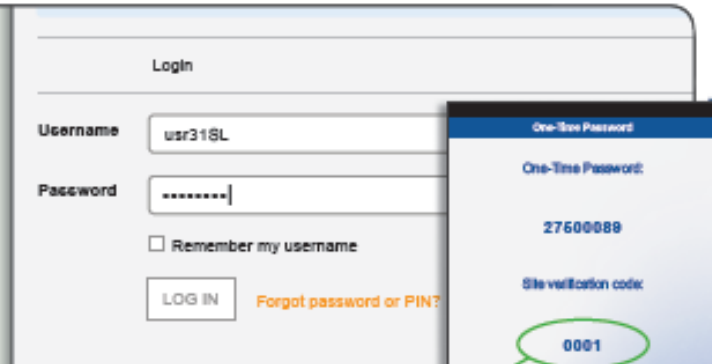 Login
Username
usr31SL
Password
Remember my username
LOG IN
Forgot password or PIN?
One-Time Password
One-Time Password:
27500089
Site verification code:
0001